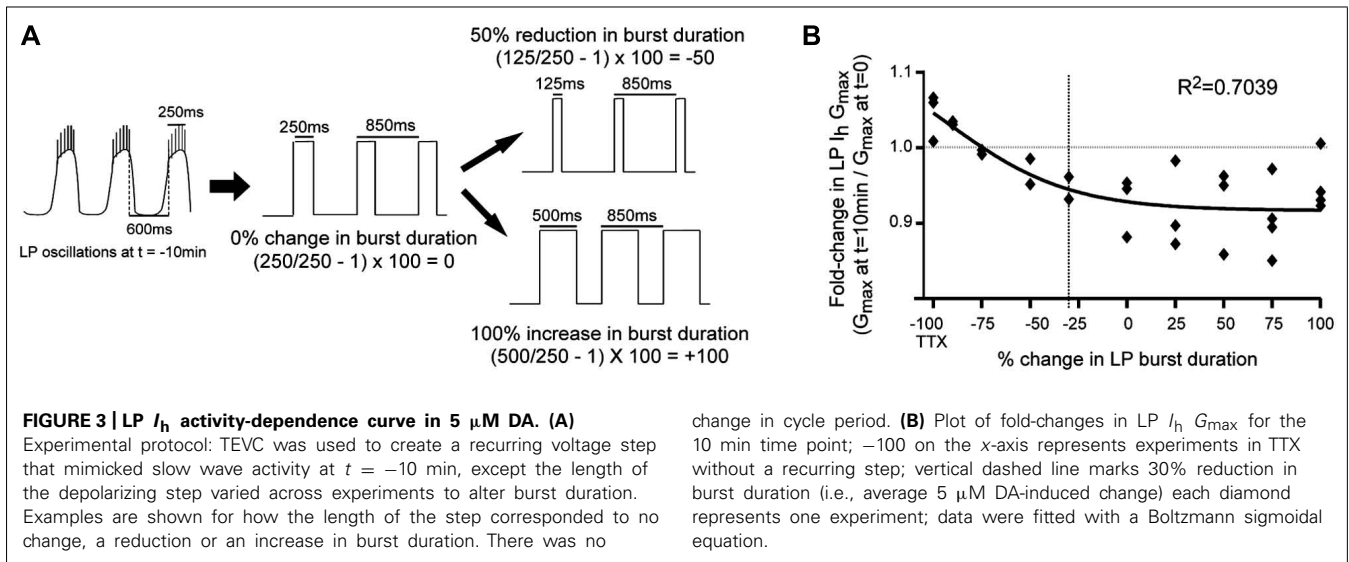 A
250ms
600ms
LP oscillations at t = -10min
250ms
850ms
0% change in burst duration
(250/250 - 1) x 100 = 0
50% reduction in burst duration
(125/250 - 1) x 100 = -50
125ms
850ms
500ms
850ms
100% increase in burst duration
(500/250 - 1) X 100 = +100
B
Fold-change in LP Ih Gmax
(Gmax at t=10min / Gmax at t=0)
1.1
1.0
0.9
R²=0.7039
-100
-75
-50
-25
0
25
50
75
100
TTX
% change in LP burst duration
FIGURE 3 | LP Ih activity-dependence curve in 5 μM DA. (A)
Experimental protocol: TEVC was used to create a recurring voltage step
that mimicked slow wave activity at t = −10 min, except the length of
the depolarizing step varied across experiments to alter burst duration.
Examples are shown for how the length of the step corresponded to no
change, a reduction or an increase in burst duration. There was no
change in cycle period. (B) Plot of fold-changes in LP Ih Gmax for the
10 min time point; −100 on the x-axis represents experiments in TTX
without a recurring step; vertical dashed line marks 30% reduction in
burst duration (i.e., average 5 μM DA-induced change) each diamond
represents one experiment; data were fitted with a Boltzmann sigmoidal
equation.